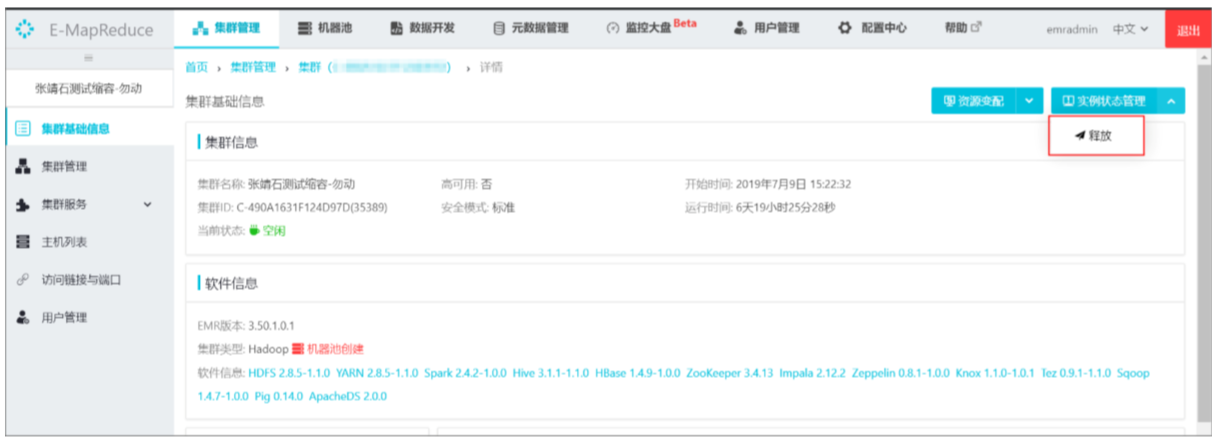 E-MapReduce 集群管理 机器池 数据开发 元数据管理 监控大盘 Beta 用户管理 配置中心 帮助 emradmin 中文 退出
首页 , 集群管理 , 集群 ( ) , 详情
张婧石测试缩容-勿动
集群基础信息 资源变配 实例状态管理
释放
集群基础信息
集群管理
集群服务
主机列表
访问链接与端口
用户管理
集群信息
集群名称: 张婧石测试缩容-勿动 高可用: 否 开始时间: 2019年7月9日 15:22:32
集群ID: C-490A1631F124D97D(35389) 安全模式: 标准 运行时间: 6天19小时25分28秒
当前状态: 空闲
软件信息
EMR版本: 3.50.1.0.1
集群类型: Hadoop 机器池创建
软件信息: HDFS 2.8.5-1.1.0 YARN 2.8.5-1.1.0 Spark 2.4.2-1.0.0 Hive 3.1.1-1.1.0 HBase 1.4.9-1.0.0 ZooKeeper 3.4.13 Impala 2.12.2 Zeppelin 0.8.1-1.0.0 Knox 1.1.0-1.0.1 Tez 0.9.1-1.1.0 Sqoop
1.4.7-1.0.0 Pig 0.14.0 ApacheDS 2.0.0